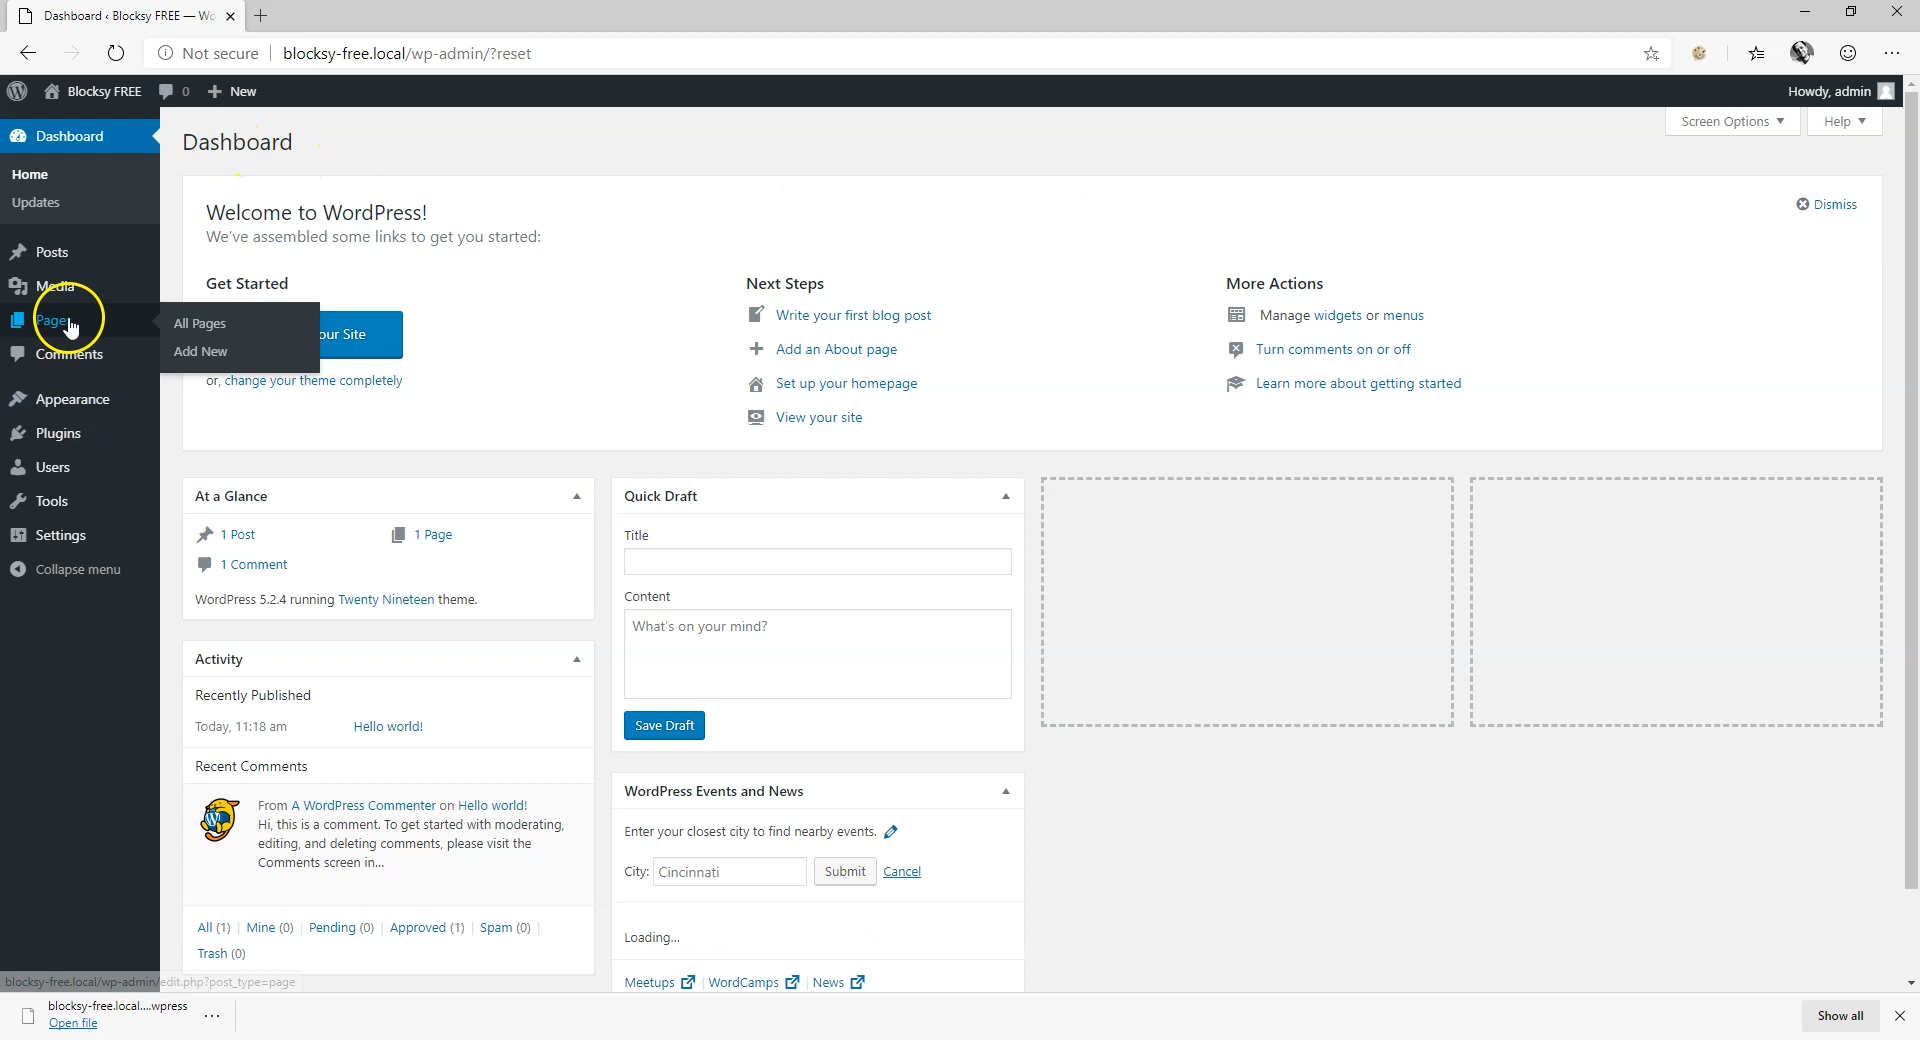 Dashboard ‹ Blocksy FREE — Wo
Not secure
blocksy-free.local/wp-admin/?reset
Blocksy FREE
0
New
Howdy, admin
Dashboard
Home
Updates
Posts
Media
Pages
All Pages
Add New
Comments
Appearance
Plugins
Users
Tools
Settings
Collapse menu
Dashboard
Screen Options
Help
Welcome to WordPress!
We've assembled some links to get you started:
Dismiss
Get Started
our Site
or, change your theme completely
Next Steps
Write your first blog post
Add an About page
Set up your homepage
View your site
More Actions
Manage widgets or menus
Turn comments on or off
Learn more about getting started
At a Glance
1 Post
1 Page
1 Comment
WordPress 5.2.4 running Twenty Nineteen theme.
Activity
Recently Published
Today, 11:18 am
Hello world!
Recent Comments
From A WordPress Commenter on Hello world!
Hi, this is a comment. To get started with moderating,
editing, and deleting comments, please visit the
Comments screen in...
All (1) | Mine (0) | Pending (0) | Approved (1) | Spam (0) |
Trash (0)
Quick Draft
Title
Content
What's on your mind?
Save Draft
WordPress Events and News
Enter your closest city to find nearby events.
City: Cincinnati
Submit
Cancel
Loading...
Meetups | WordCamps | News
blocksy-free.local/wp-admin/edit.php?post_type=page
blocksy-free.local....wpress
Open file
Show all